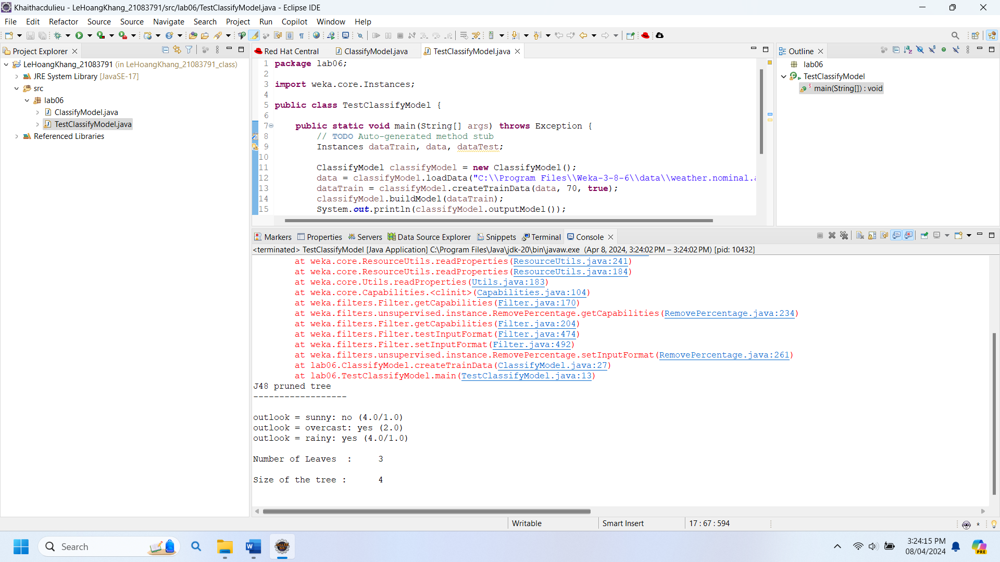 Khaithacdulieu - LeHoangKhang_21083791/src/lab06/TestClassifyModel.java - Eclipse IDE
File Edit Refactor Source Source Navigate Search Project Run Copilot Window Help
Project Explorer
LeHoangKhang_21083791 (in LeHoangKhang_21083791_class)
JRE System Library [JavaSE-17]
src
lab06
ClassifyModel.java
TestClassifyModel.java
Referenced Libraries
Red Hat Central ClassifyModel.java TestClassifyModel.java
1 package lab06;
2
3 import weka.core.Instances;
4
5 public class TestClassifyModel {
6
7 public static void main(String[] args) throws Exception {
8 // TODO Auto-generated method stub
9 Instances dataTrain, data, dataTest;
10
11 ClassifyModel classifyModel = new ClassifyModel();
12 data = classifyModel.loadData("C:\\Program Files\\Weka-3-8-6\\data\\weather.nominal.a
13 dataTrain = classifyModel.createTrainData(data, 70, true);
14 classifyModel.buildModel(dataTrain);
15 System.out.println(classifyModel.outputModel());
Outline
lab06
TestClassifyModel
main(String[]) : void
Markers Properties Servers Data Source Explorer Snippets Terminal Console
<terminated> TestClassifyModel [Java Application] C:\Program Files\Java\jdk-20\bin\javaw.exe (Apr 8, 2024, 3:24:02 PM – 3:24:02 PM) [pid: 10432]
at weka.core.ResourceUtils.readProperties(ResourceUtils.java:241)
at weka.core.ResourceUtils.readProperties(ResourceUtils.java:184)
at weka.core.Utils.readProperties(Utils.java:183)
at weka.core.Capabilities.<clinit>(Capabilities.java:104)
at weka.filters.Filter.getCapabilities(Filter.java:170)
at weka.filters.unsupervised.instance.RemovePercentage.getCapabilities(RemovePercentage.java:234)
at weka.filters.Filter.getCapabilities(Filter.java:204)
at weka.filters.Filter.testInputFormat(Filter.java:474)
at weka.filters.Filter.setInputFormat(Filter.java:492)
at weka.filters.unsupervised.instance.RemovePercentage.setInputFormat(RemovePercentage.java:261)
at lab06.ClassifyModel.createTrainData(ClassifyModel.java:27)
at lab06.TestClassifyModel.main(TestClassifyModel.java:13)
J48 pruned tree
------------------
outlook = sunny: no (4.0/1.0)
outlook = overcast: yes (2.0)
outlook = rainy: yes (4.0/1.0)
Number of Leaves : 3
Size of the tree : 4
Writable Smart Insert 17 : 67 : 594
Search
3:24:15 PM
08/04/2024